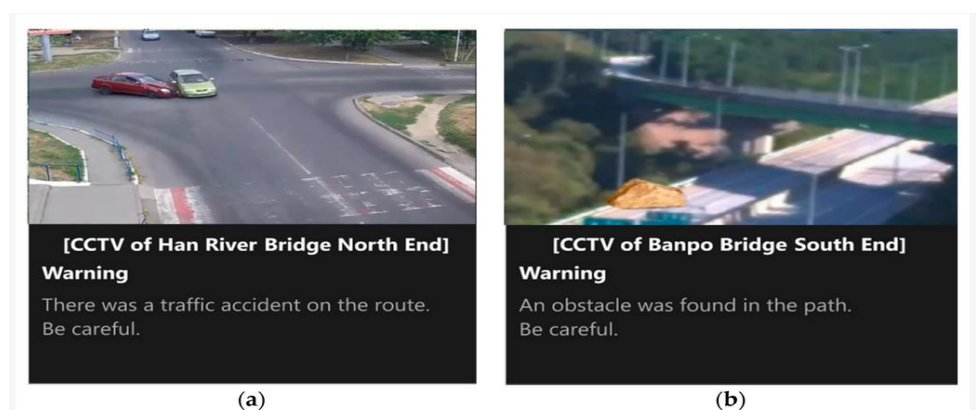 [CCTV of Han River Bridge North End]
Warning
There was a traffic accident on the route.
Be careful.
(a)
[CCTV of Banpo Bridge South End]
Warning
An obstacle was found in the path.
Be careful.
(b)